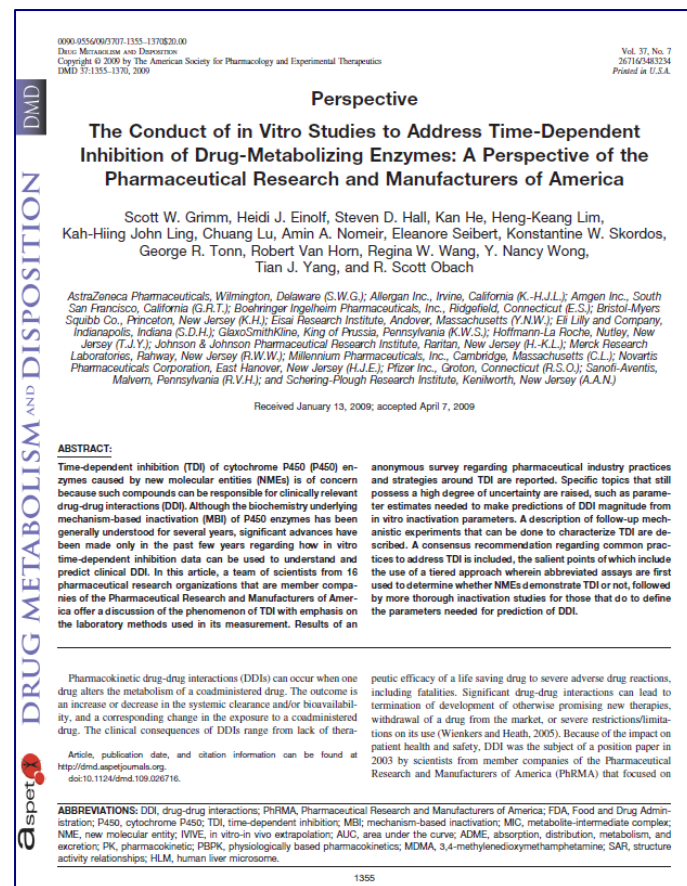 0090-9556/09/3707-1355–1370$20.00
DRUG METABOLISM AND DISPOSITION
Copyright © 2009 by The American Society for Pharmacology and Experimental Therapeutics
DMD 37:1355–1370, 2009
Vol. 37, No. 7
26716/3483234
Printed in U.S.A.
DMD
DRUG METABOLISM AND DISPOSITION
aspet
Perspective
The Conduct of in Vitro Studies to Address Time-Dependent
Inhibition of Drug-Metabolizing Enzymes: A Perspective of the
Pharmaceutical Research and Manufacturers of America
Scott W. Grimm, Heidi J. Einolf, Steven D. Hall, Kan He, Heng-Keang Lim,
Kah-Hiing John Ling, Chuang Lu, Amin A. Nomeir, Eleanore Seibert, Konstantine W. Skordos,
George R. Tonn, Robert Van Horn, Regina W. Wang, Y. Nancy Wong,
Tian J. Yang, and R. Scott Obach
AstraZeneca Pharmaceuticals, Wilmington, Delaware (S.W.G.); Allergan Inc., Irvine, California (K.-H.J.L.); Amgen Inc., South
San Francisco, California (G.R.T.); Boehringer Ingelheim Pharmaceuticals, Inc., Ridgefield, Connecticut (E.S.); Bristol-Myers
Squibb Co., Princeton, New Jersey (K.H.); Eisai Research Institute, Andover, Massachusetts (Y.N.W.); Eli Lilly and Company,
Indianapolis, Indiana (S.D.H.); GlaxoSmithKline, King of Prussia, Pennsylvania (K.W.S.); Hoffmann-La Roche, Nutley, New
Jersey (T.J.Y.); Johnson & Johnson Pharmaceutical Research Institute, Raritan, New Jersey (H.-K.L.); Merck Research
Laboratories, Rahway, New Jersey (R.W.W.); Millennium Pharmaceuticals, Inc., Cambridge, Massachusetts (C.L.); Novartis
Pharmaceuticals Corporation, East Hanover, New Jersey (H.J.E.); Pfizer Inc., Groton, Connecticut (R.S.O.); Sanofi-Aventis,
Malvern, Pennsylvania (R.V.H.); and Schering-Plough Research Institute, Kenilworth, New Jersey (A.A.N.)
Received January 13, 2009; accepted April 7, 2009
ABSTRACT:
Time-dependent inhibition (TDI) of cytochrome P450 (P450) en-
zymes caused by new molecular entities (NMEs) is of concern
because such compounds can be responsible for clinically relevant
drug-drug interactions (DDI). Although the biochemistry underlying
mechanism-based inactivation (MBI) of P450 enzymes has been
generally understood for several years, significant advances have
been made only in the past few years regarding how in vitro
time-dependent inhibition data can be used to understand and
predict clinical DDI. In this article, a team of scientists from 16
pharmaceutical research organizations that are member compa-
nies of the Pharmaceutical Research and Manufacturers of Amer-
ica offer a discussion of the phenomenon of TDI with emphasis on
the laboratory methods used in its measurement. Results of an
anonymous survey regarding pharmaceutical industry practices
and strategies around TDI are reported. Specific topics that still
possess a high degree of uncertainty are raised, such as parame-
ter estimates needed to make predictions of DDI magnitude from
in vitro inactivation parameters. A description of follow-up mech-
anistic experiments that can be done to characterize TDI are de-
scribed. A consensus recommendation regarding common prac-
tices to address TDI is included, the salient points of which include
the use of a tiered approach wherein abbreviated assays are first
used to determine whether NMEs demonstrate TDI or not, followed
by more thorough inactivation studies for those that do to define
the parameters needed for prediction of DDI.
Pharmacokinetic drug-drug interactions (DDIs) can occur when one
drug alters the metabolism of a coadministered drug. The outcome is
an increase or decrease in the systemic clearance and/or bioavailabil-
ity, and a corresponding change in the exposure to a coadministered
drug. The clinical consequences of DDIs range from lack of thera-
Article, publication date, and citation information can be found at
http://dmd.aspetjournals.org.
doi:10.1124/dmd.109.026716.
peutic efficacy of a life saving drug to severe adverse drug reactions,
including fatalities. Significant drug-drug interactions can lead to
termination of development of otherwise promising new therapies,
withdrawal of a drug from the market, or severe restrictions/limita-
tions on its use (Wienkers and Heath, 2005). Because of the impact on
patient health and safety, DDI was the subject of a position paper in
2003 by scientists from member companies of the Pharmaceutical
Research and Manufacturers of America (PhRMA) that focused on
ABBREVIATIONS: DDI, drug-drug interactions; PhRMA, Pharmaceutical Research and Manufacturers of America; FDA, Food and Drug Admin-
istration; P450, cytochrome P450; TDI, time-dependent inhibition; MBI; mechanism-based inactivation; MIC, metabolite-intermediate complex;
NME, new molecular entity; IVIVE, in vitro-in vivo extrapolation; AUC, area under the curve; ADME, absorption, distribution, metabolism, and
excretion; PK, pharmacokinetic; PBPK, physiologically based pharmacokinetics; MDMA, 3,4-methylenedioxymethamphetamine; SAR, structure
activity relationships; HLM, human liver microsome.
1355